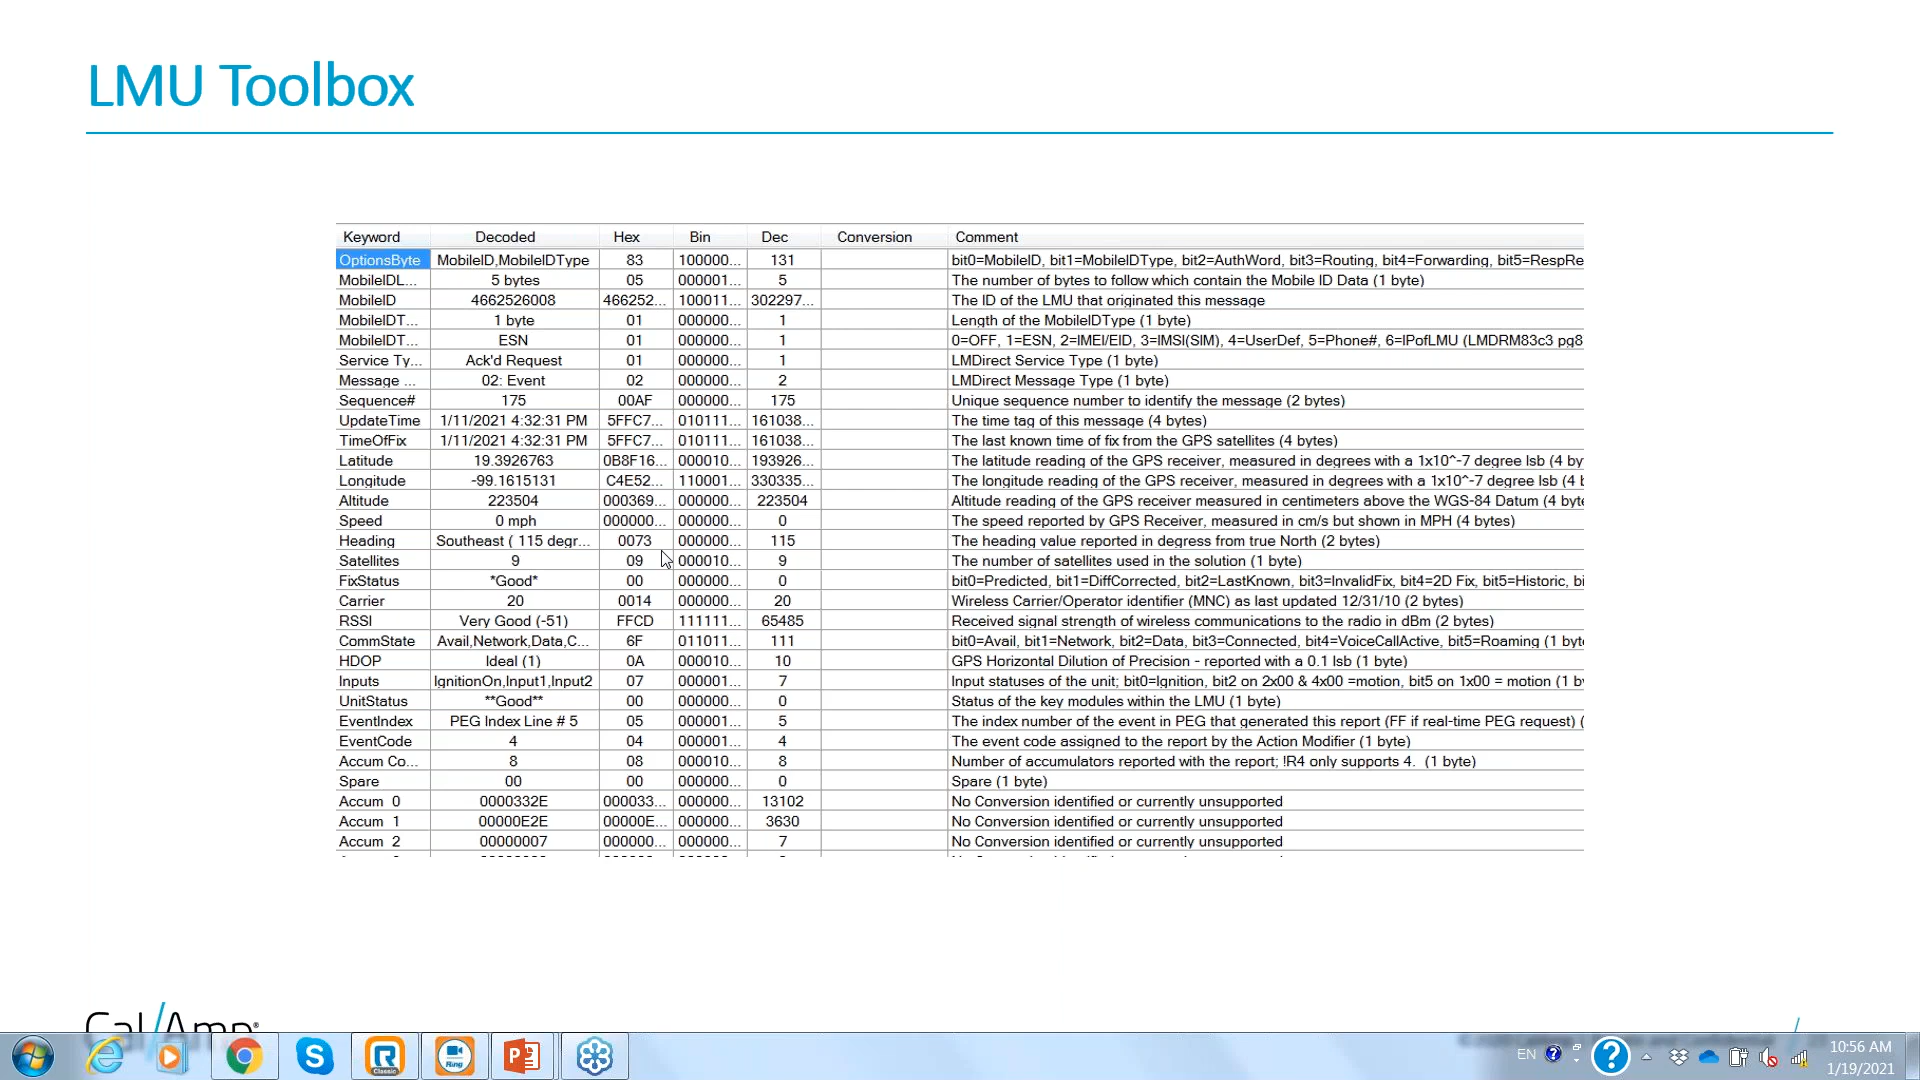 LMU Toolbox
Keyword Decoded Hex Bin Dec Conversion Comment
OptionsByte MobileID,MobileIDType 83 100000... 131 bit0=MobileID, bit1=MobileIDType, bit2=AuthWord, bit3=Routing, bit4=Forwarding, bit5=RespRe
MobileIDL... 5 bytes 05 000001... 5 The number of bytes to follow which contain the Mobile ID Data (1 byte)
MobileID 4662526008 466252... 100011... 302297... The ID of the LMU that originated this message
MobileIDT... 1 byte 01 000000... 1 Length of the MobileIDType (1 byte)
MobileIDT... ESN 01 000000... 1 0=OFF, 1=ESN, 2=IMEI/EID, 3=IMSI(SIM), 4=UserDef, 5=Phone#, 6=IPofLMU (LMDRM83c3 pg8
Service Ty... Ack'd Request 01 000000... 1 LMDirect Service Type (1 byte)
Message ... 02: Event 02 000000... 2 LMDirect Message Type (1 byte)
Sequence# 175 00AF 000000... 175 Unique sequence number to identify the message (2 bytes)
UpdateTime 1/11/2021 4:32:31 PM 5FFC7... 010111... 161038... The time tag of this message (4 bytes)
TimeOfFix 1/11/2021 4:32:31 PM 5FFC7... 010111... 161038... The last known time of fix from the GPS satellites (4 bytes)
Latitude 19.3926763 0B8F16... 000010... 193926... The latitude reading of the GPS receiver, measured in degrees with a 1x10^-7 degree lsb (4 by
Longitude -99.1615131 C4E52... 110001... 330335... The longitude reading of the GPS receiver, measured in degrees with a 1x10^-7 degree lsb (4 b
Altitude 223504 000369... 000000... 223504 Altitude reading of the GPS receiver measured in centimeters above the WGS-84 Datum (4 byte
Speed 0 mph 000000... 000000... 0 The speed reported by GPS Receiver, measured in cm/s but shown in MPH (4 bytes)
Heading Southeast ( 115 degr... 0073 000000... 115 The heading value reported in degress from true North (2 bytes)
Satellites 9 09 000010... 9 The number of satellites used in the solution (1 byte)
FixStatus *Good* 00 000000... 0 bit0=Predicted, bit1=DiffCorrected, bit2=LastKnown, bit3=InvalidFix, bit4=2D Fix, bit5=Historic, bi
Carrier 20 0014 000000... 20 Wireless Carrier/Operator identifier (MNC) as last updated 12/31/10 (2 bytes)
RSSI Very Good (-51) FFCD 111111... 65485 Received signal strength of wireless communications to the radio in dBm (2 bytes)
CommState Avail,Network,Data,C... 6F 011011... 111 bit0=Avail, bit1=Network, bit2=Data, bit3=Connected, bit4=VoiceCallActive, bit5=Roaming (1 byte
HDOP Ideal (1) 0A 000010... 10 GPS Horizontal Dilution of Precision - reported with a 0.1 lsb (1 byte)
Inputs IgnitionOn,Input1,Input2 07 000001... 7 Input statuses of the unit; bit0=Ignition, bit2 on 2x00 & 4x00 =motion, bit5 on 1x00 = motion (1 by
UnitStatus **Good** 00 000000... 0 Status of the key modules within the LMU (1 byte)
EventIndex PEG Index Line # 5 05 000001... 5 The index number of the event in PEG that generated this report (FF if real-time PEG request) (
EventCode 4 04 000001... 4 The event code assigned to the report by the Action Modifier (1 byte)
Accum Co... 8 08 000010... 8 Number of accumulators reported with the report; !R4 only supports 4. (1 byte)
Spare 00 00 000000... 0 Spare (1 byte)
Accum 0 0000332E 000033... 000000... 13102 No Conversion identified or currently unsupported
Accum 1 00000E2E 00000E... 000000... 3630 No Conversion identified or currently unsupported
Accum 2 00000007 000000... 000000... 7 No Conversion identified or currently unsupported
Cal/Amp®
Classic
Ring
EN
10:56 AM
1/19/2021